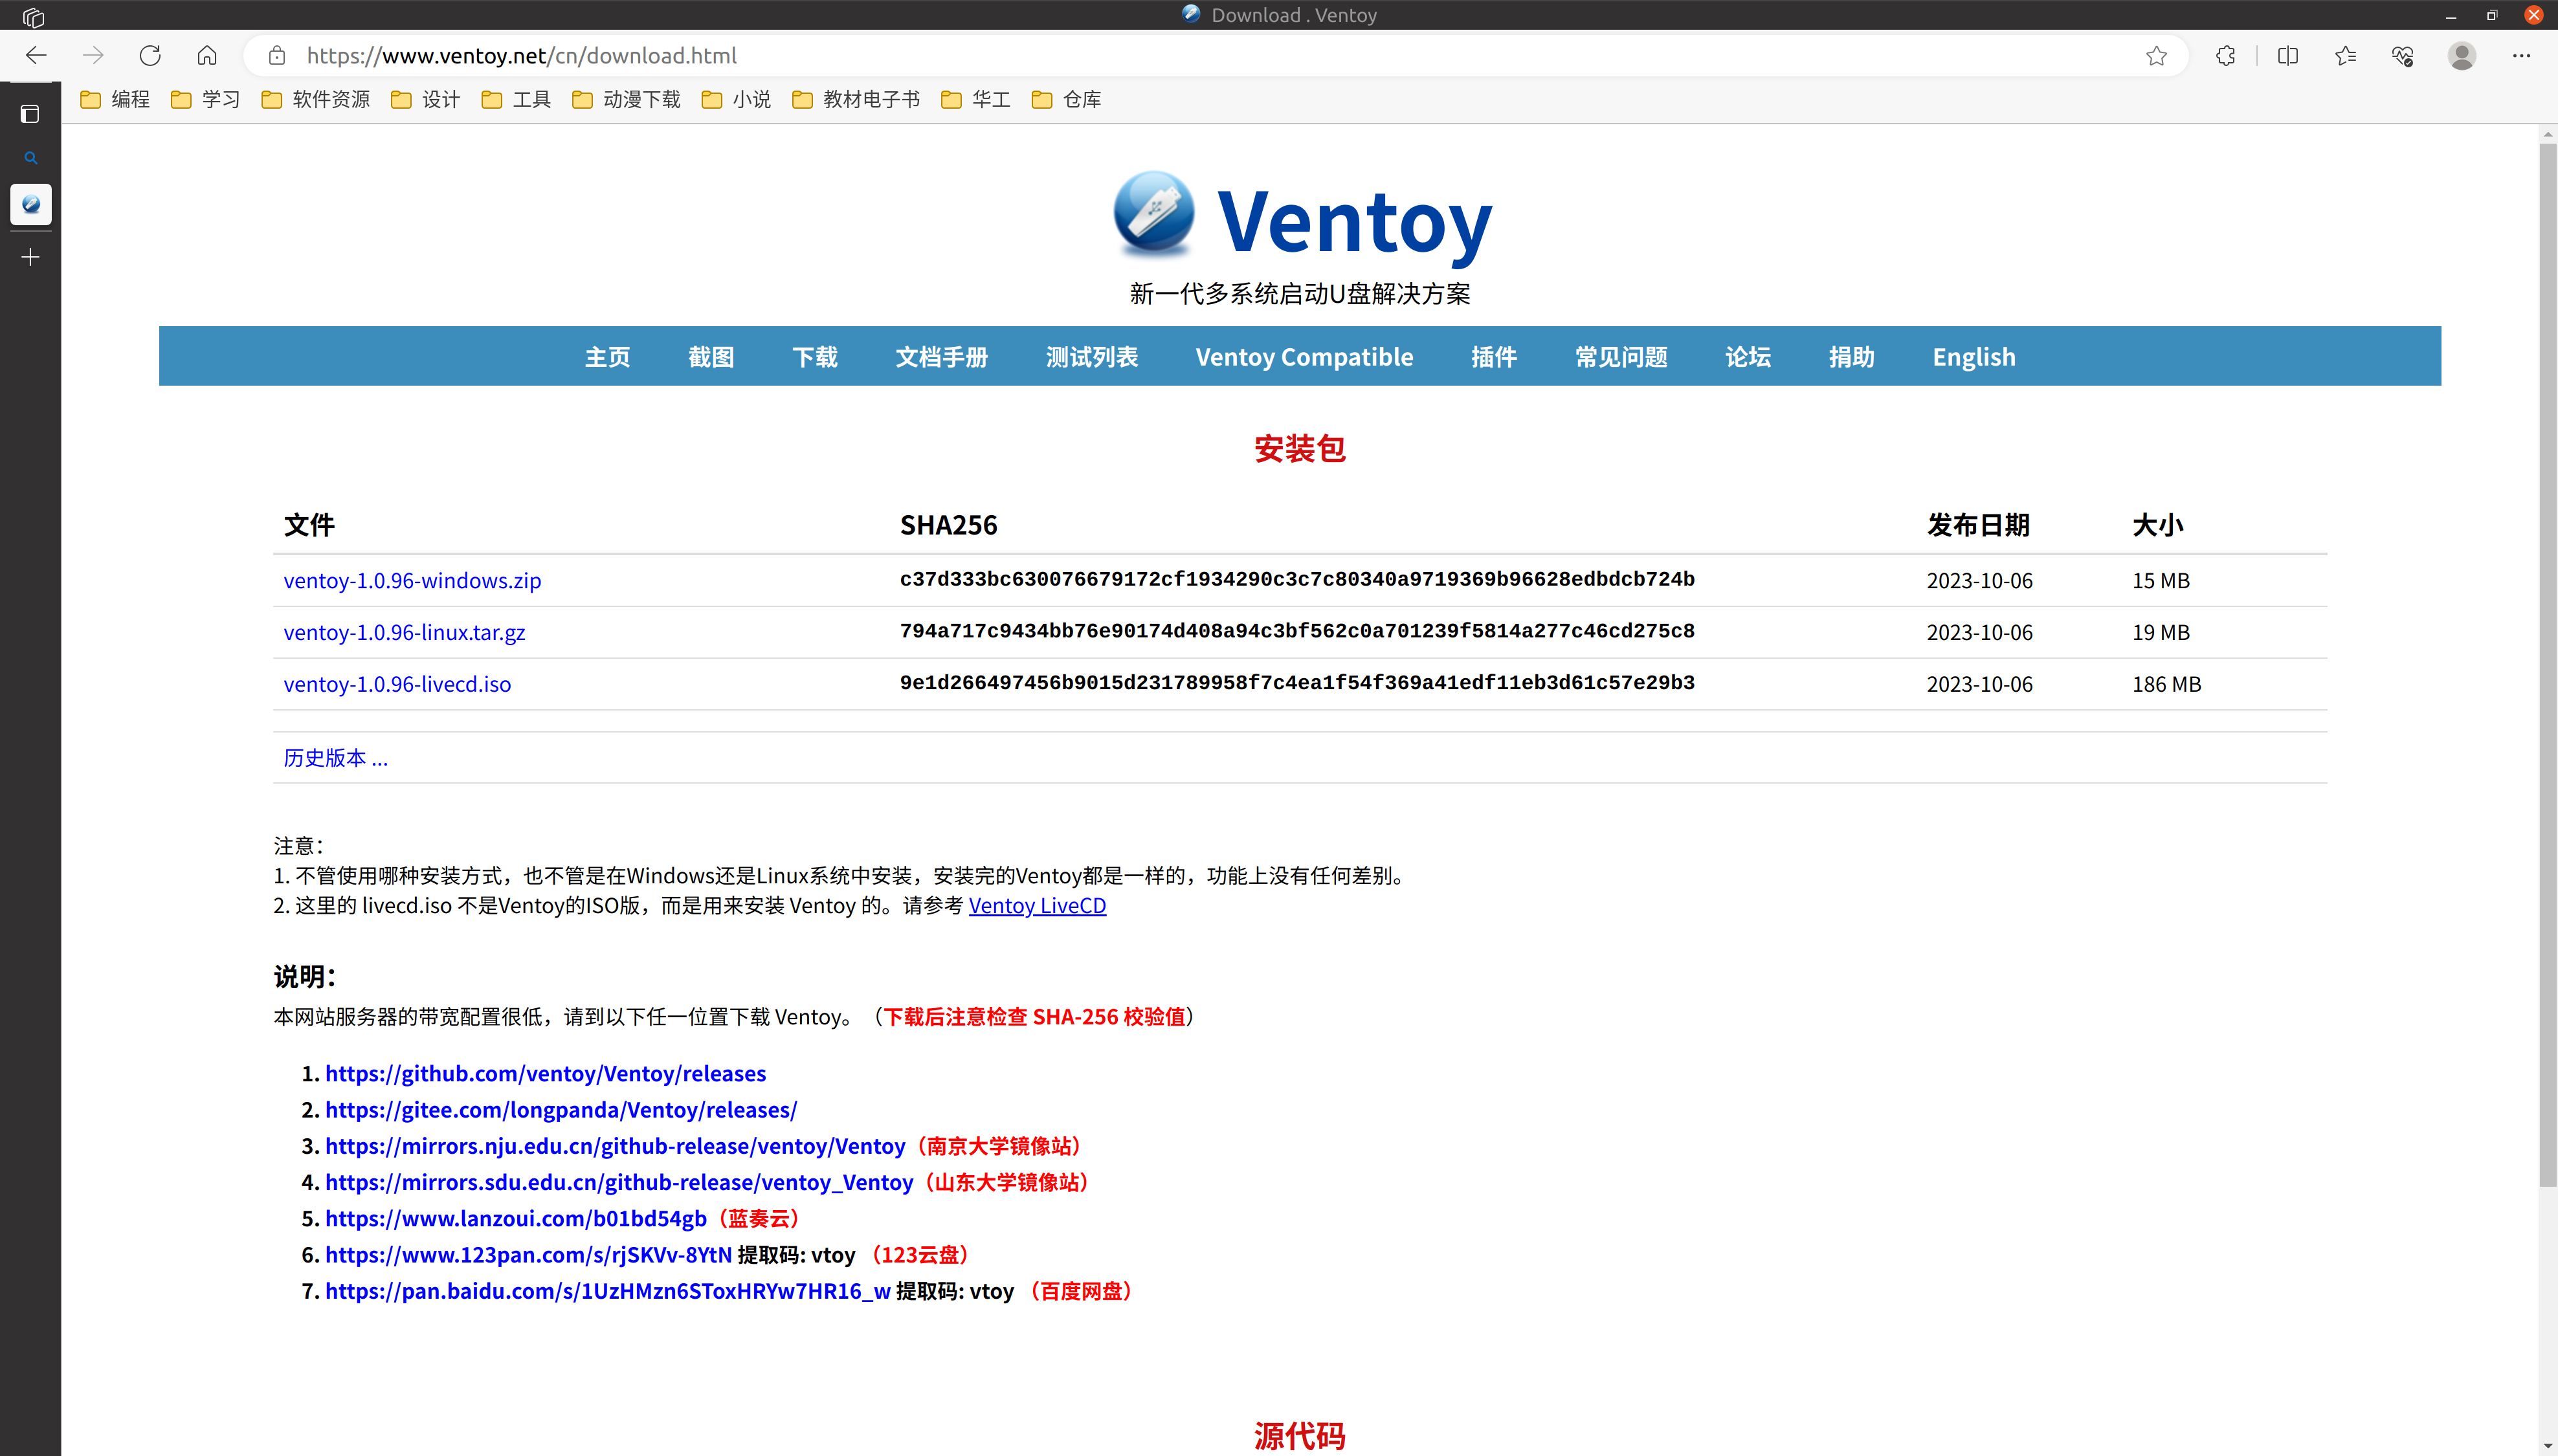 Download . Ventoy
https://www.ventoy.net/cn/download.html
编程 学习 软件资源 设计 工具 动漫下载 小说 教材电子书 华工 仓库
Ventoy
新一代多系统启动U盘解决方案
主页 截图 下载 文档手册 测试列表 Ventoy Compatible 插件 常见问题 论坛 捐助 English
安装包
文件 SHA256 发布日期 大小
ventoy-1.0.96-windows.zip c37d333bc630076679172cf1934290c3c7c80340a9719369b96628edbdcb724b 2023-10-06 15 MB
ventoy-1.0.96-linux.tar.gz 794a717c9434bb76e90174d408a94c3bf562c0a701239f5814a277c46cd275c8 2023-10-06 19 MB
ventoy-1.0.96-livecd.iso 9e1d266497456b9015d231789958f7c4ea1f54f369a41edf11eb3d61c57e29b3 2023-10-06 186 MB
历史版本 ...
注意：
1. 不管使用哪种安装方式，也不管是在Windows还是Linux系统中安装，安装完的Ventoy都是一样的，功能上没有任何差别。
2. 这里的 livecd.iso 不是Ventoy的ISO版，而是用来安装 Ventoy 的。请参考 Ventoy LiveCD
说明：
本网站服务器的带宽配置很低，请到以下任一位置下载 Ventoy。（下载后注意检查 SHA-256 校验值）
1. https://github.com/ventoy/Ventoy/releases
2. https://gitee.com/longpanda/Ventoy/releases/
3. https://mirrors.nju.edu.cn/github-release/ventoy/Ventoy（南京大学镜像站）
4. https://mirrors.sdu.edu.cn/github-release/ventoy_Ventoy（山东大学镜像站）
5. https://www.lanzoui.com/b01bd54gb（蓝奏云）
6. https://www.123pan.com/s/rjSKVv-8YtN 提取码: vtoy （123云盘）
7. https://pan.baidu.com/s/1UzHMzn6SToxHRYw7HR16_w 提取码: vtoy （百度网盘）
源代码